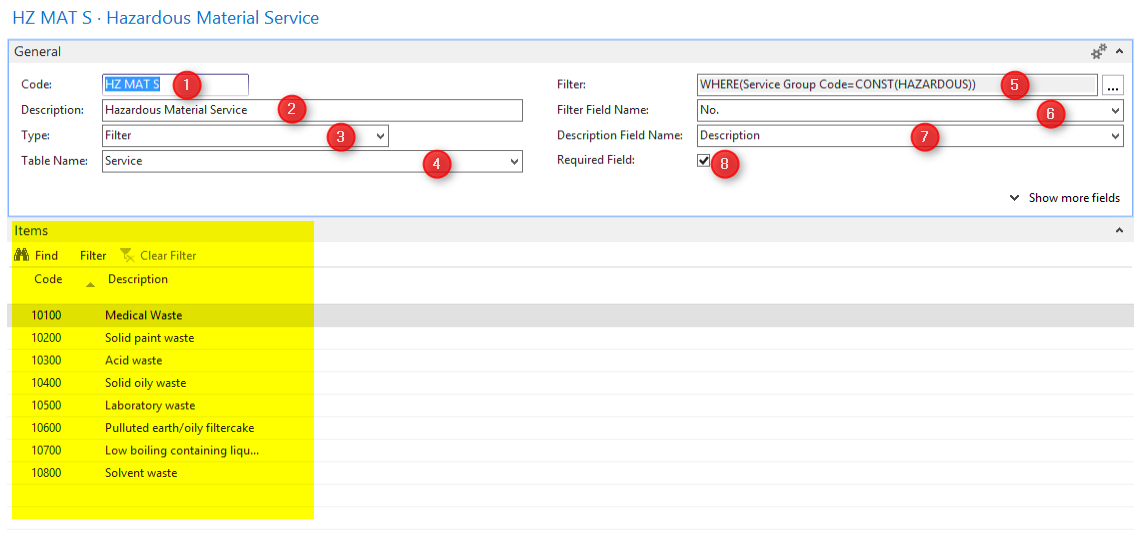 HZ MAT S · Hazardous Material Service
General
Code: HZ MAT S 1
Description: Hazardous Material Service 2
Type: Filter 3
Table Name: Service 4
Filter: WHERE(Service Group Code=CONST(HAZARDOUS)) 5 ...
Filter Field Name: No. 6
Description Field Name: Description 7
Required Field: 8
Show more fields
Items
Find Filter Clear Filter
Code Description
10100 Medical Waste
10200 Solid paint waste
10300 Acid waste
10400 Solid oily waste
10500 Laboratory waste
10600 Pulluted earth/oily filtercake
10700 Low boiling containing liqu...
10800 Solvent waste